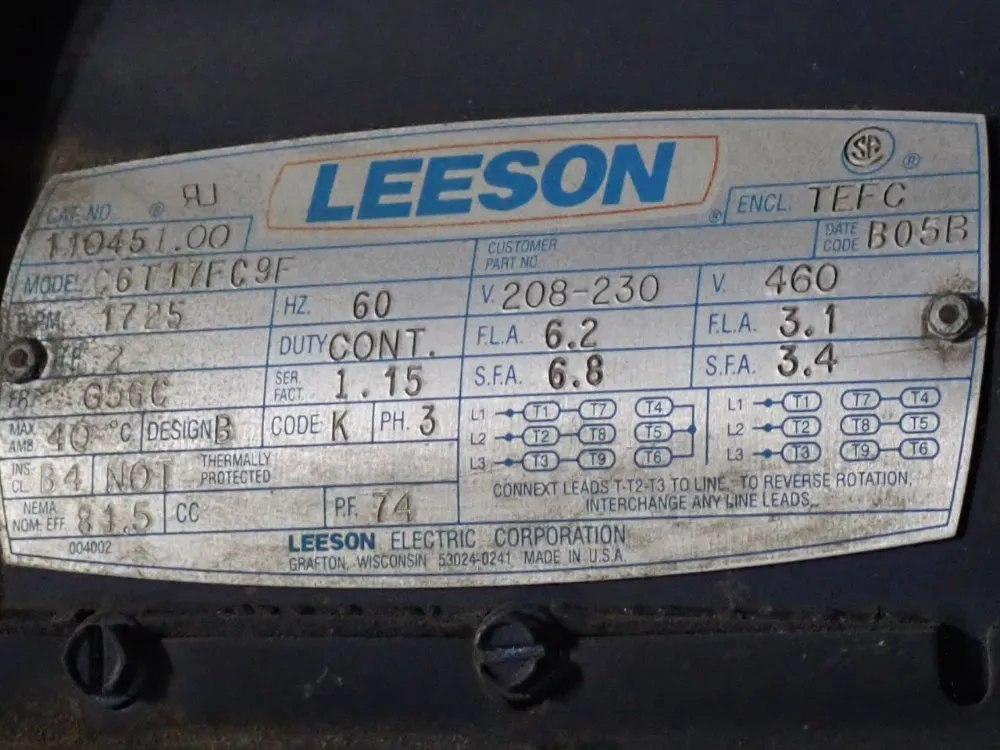 LEESON
SP ®
CAT. NO. ® RU
110451.00
®
ENCL. TEFC
MODEL C6T17FC9F
CUSTOMER PART NO
DATE CODE B05B
RPM 1725
HZ. 60
V. 208-230
V. 460
2
DUTY CONT.
F.L.A. 6.2
F.L.A. 3.1
FR. G56C
SER. FACT. 1.15
S.F.A. 6.8
S.F.A. 3.4
MAX AMB 40 °C
DESIGN B
CODE K
PH. 3
L1 T1 T7 T4
L2 T2 T8 T5
L3 T3 T9 T6
L1 T1 T7 T4
L2 T2 T8 T5
L3 T3 T9 T6
INS. CL. B4
NOT THERMALLY PROTECTED
CONNEXT LEADS T-T2-T3 TO LINE, TO REVERSE ROTATION,
INTERCHANGE ANY LINE LEADS.
NEMA NOM. EFF. 81.5
CC
P.F. 74
004002
LEESON ELECTRIC CORPORATION
GRAFTON, WISCONSIN 53024-0241 MADE IN U.S.A.